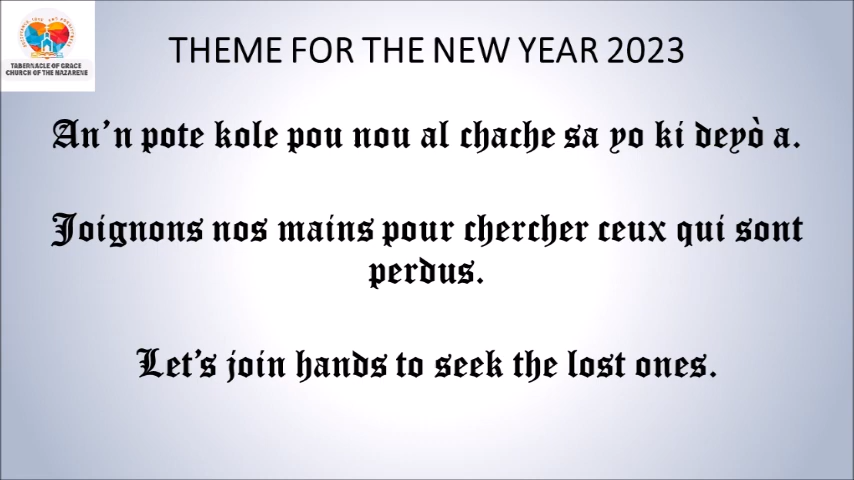 TABERNACLE OF GRACE
CHURCH OF THE NAZARENE
THEME FOR THE NEW YEAR 2023
An'n pote kole pou nou al chache sa yo ki deyò a.
Joignons nos mains pour chercher ceux qui sont
perdus.
Let's join hands to seek the lost ones.